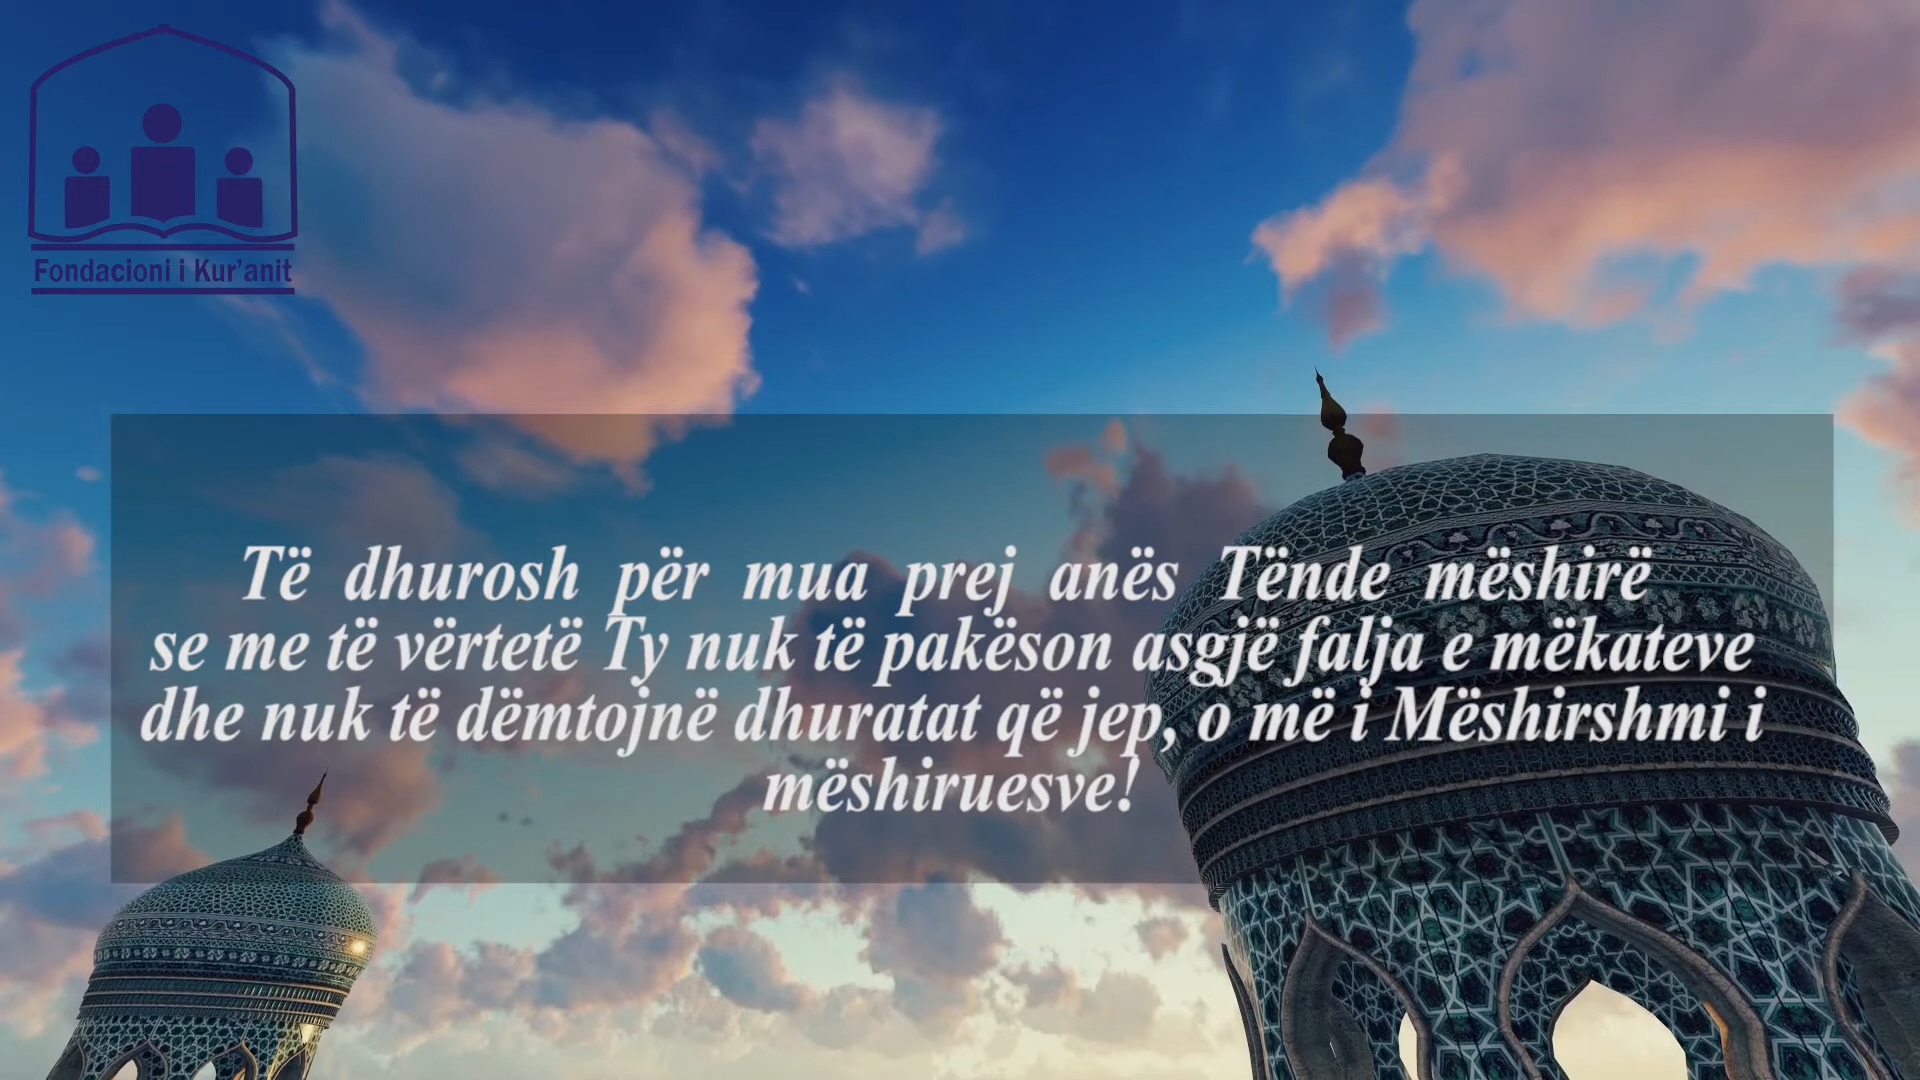 Fondacioni i Kur'anit
Të dhurosh për mua prej anës Tënde mëshirë
se me të vërtetë Ty nuk të pakëson asgjë falja e mëkateve
dhe nuk të dëmtojnë dhuratat që jep, o më i Mëshirshmi i
mëshiruesve!